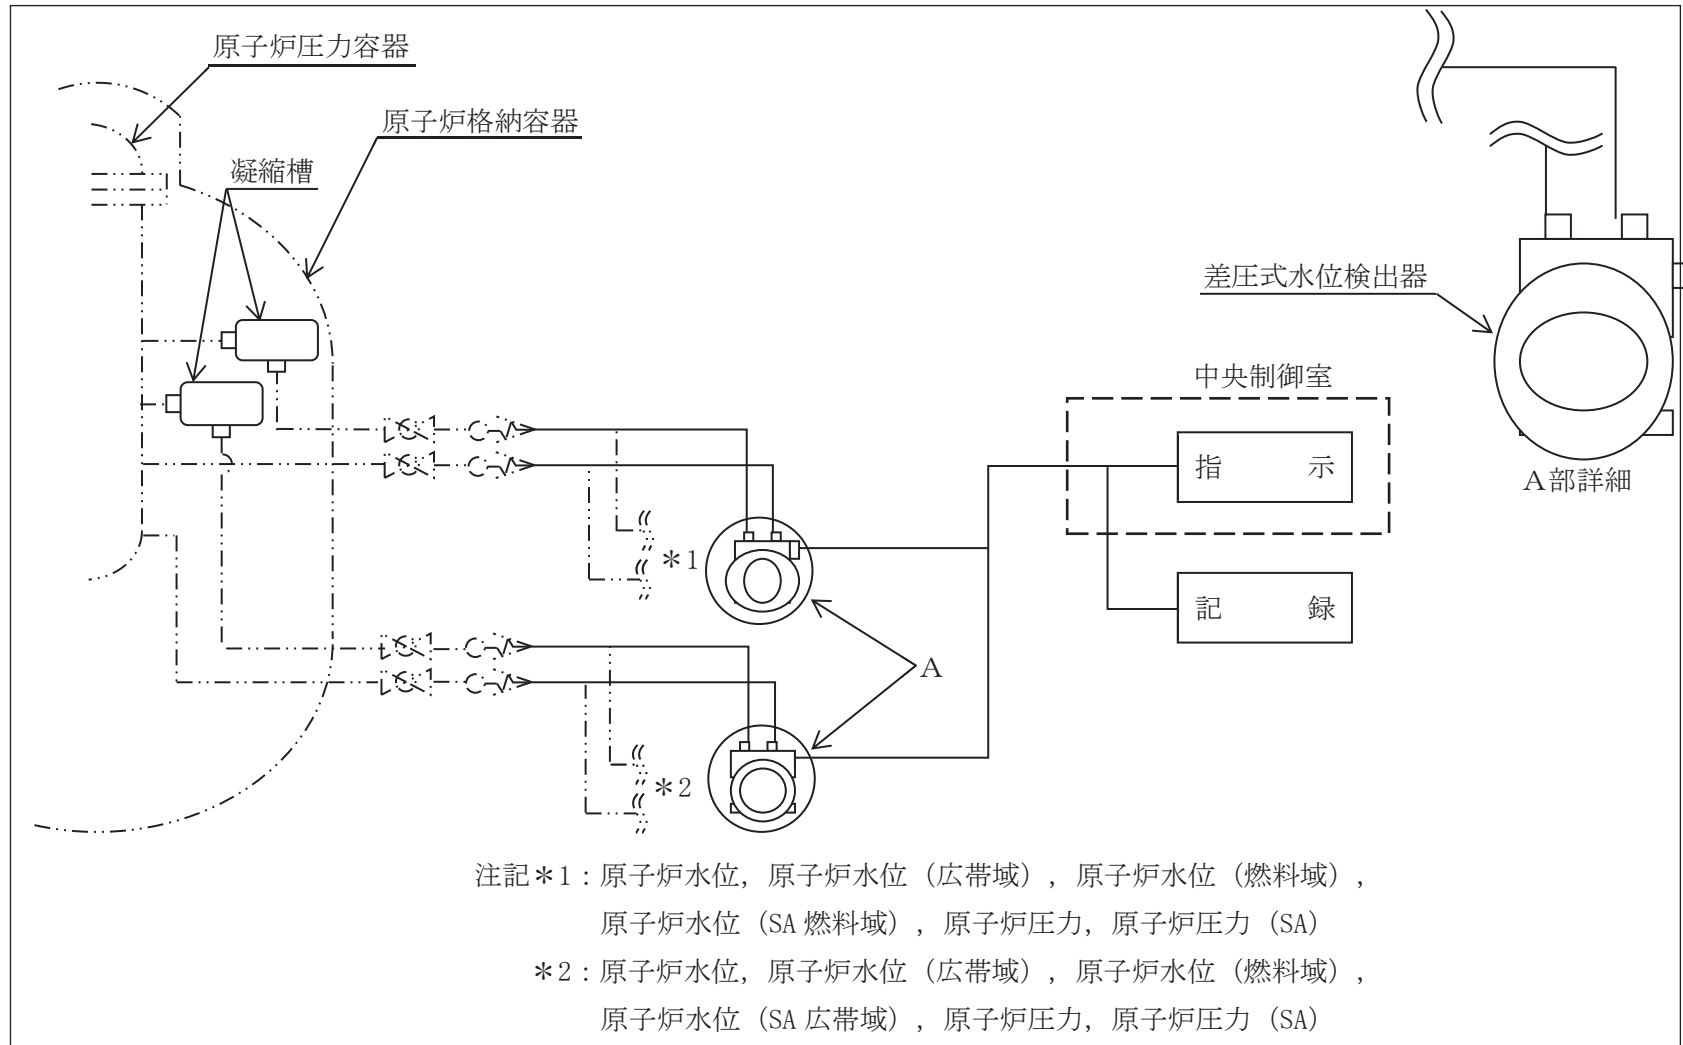 原子炉圧力容器
原子炉格納容器
凝縮槽
差圧式水位検出器
中央制御室
指　　　示
A部詳細
＊1
記　　　録
A
＊2
注記＊1：原子炉水位，原子炉水位（広帯域），原子炉水位（燃料域），
原子炉水位（SA 燃料域），原子炉圧力，原子炉圧力（SA）
＊2：原子炉水位，原子炉水位（広帯域），原子炉水位（燃料域），
原子炉水位（SA 広帯域），原子炉圧力，原子炉圧力（SA）